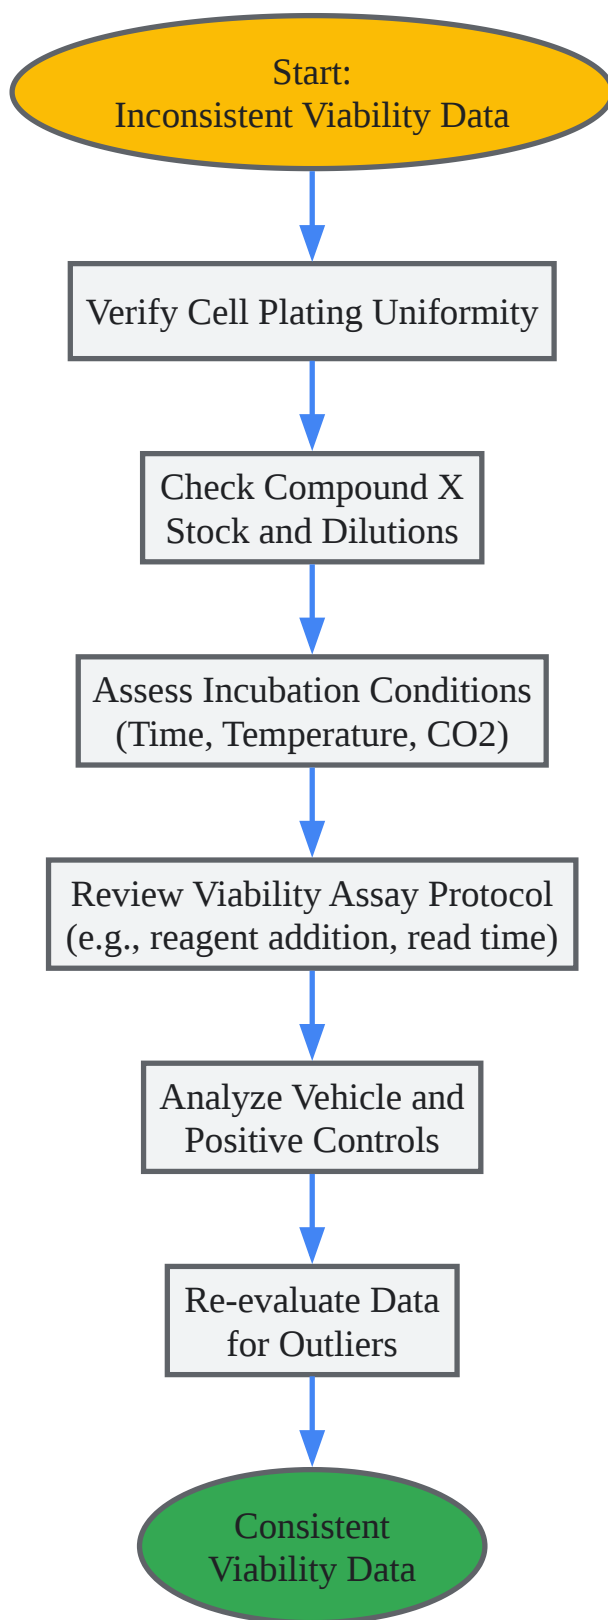 Start:
Inconsistent Viability Data
Verify Cell Plating Uniformity
Check Compound X
Stock and Dilutions
Assess Incubation Conditions
(Time, Temperature, CO2)
Review Viability Assay Protocol
(e.g., reagent addition, read time)
Analyze Vehicle and
Positive Controls
Re-evaluate Data
for Outliers
Consistent
Viability Data